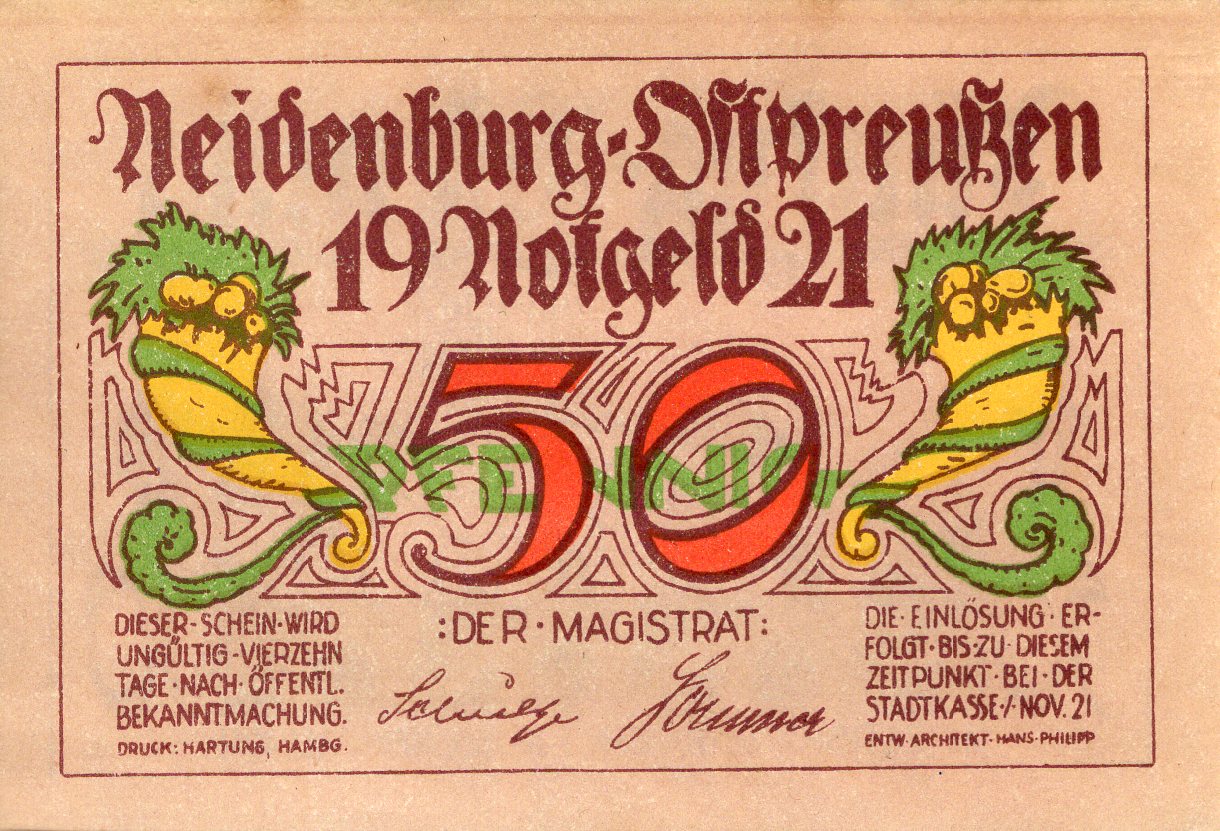 Neidenburg-Ostpreußen
19 Notgeld 21
50
PFENNIG
:DER·MAGISTRAT:
DIESER-SCHEIN·WIRD
UNGÜLTIG-VIERZEHN
TAGE·NACH·ÖFFENTL.
BEKANNTMACHUNG.
DRUCK: HARTUNG, HAMBG.
DIE·EINLÖSUNG·ER-
FOLGT·BIS·ZU·DIESEM
ZEITPUNKT·BEI·DER
STADTKASSE·/·NOV. 21
ENTW·ARCHITEKT·HANS·PHILIPP